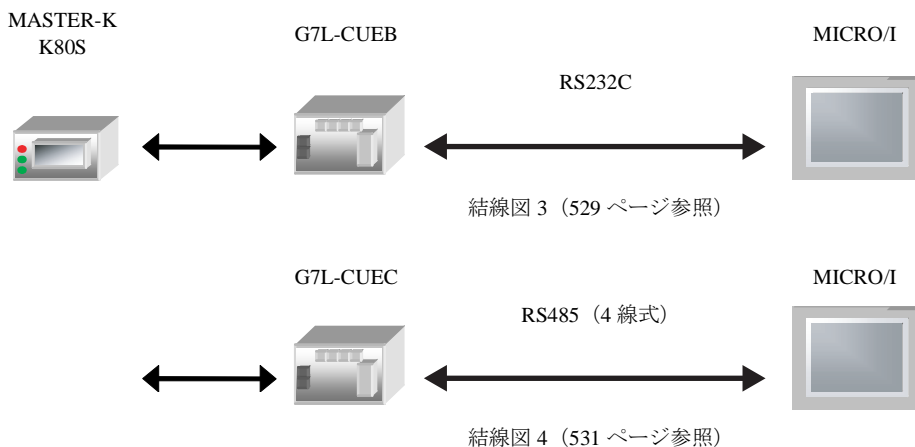 MASTER-K
K80S
G7L-CUEB
MICRO/I
RS232C
結線図 3（529 ページ参照）
G7L-CUEC
MICRO/I
RS485（4 線式）
結線図 4（531 ページ参照）